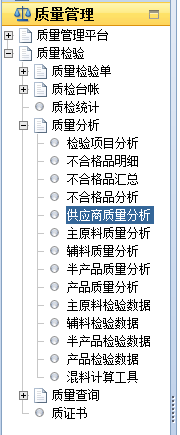 质量管理
质量管理平台
质量检验
质检验单
质检台帐
质检统计
质量分析
检验项目分析
不合格品明细
不合格品汇总
不合格品分析
供应商质量分析
主原料质量分析
辅料质量分析
半产品质量分析
产品质量分析
主原料检验数据
辅料检验数据
半产品检验数据
产品检验数据
混料计算工具
质量查询
质证书